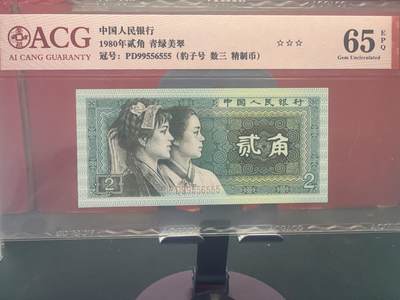 ACG
AI CANG GUARANTY
中国人民银行
1980年贰角 青绿美翠
冠号：PD99556555（豹子号 数三 精制币）
☆☆☆
65 EPQ
Gem Uncirculated
中国人民银行
贰角
2
PD99556555
2